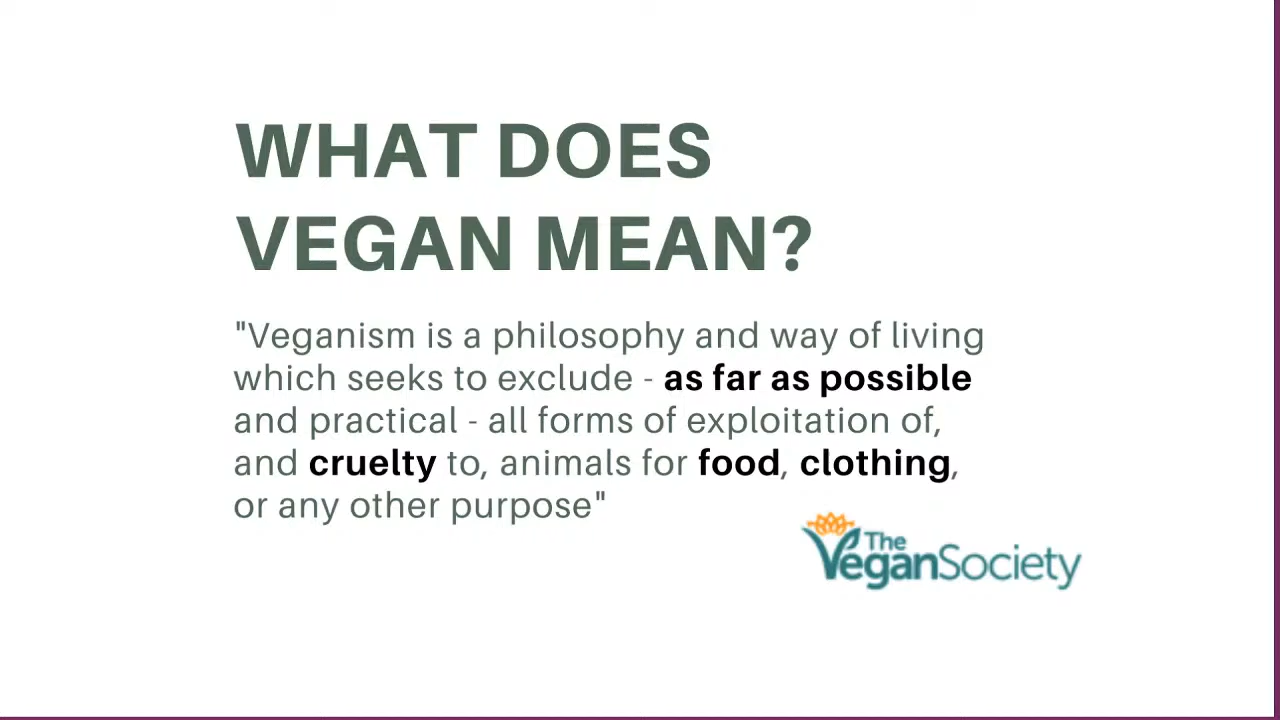 WHAT DOES
VEGAN MEAN?
"Veganism is a philosophy and way of living
which seeks to exclude - as far as possible
and practical - all forms of exploitation of,
and cruelty to, animals for food, clothing,
or any other purpose"
The
VeganSociety